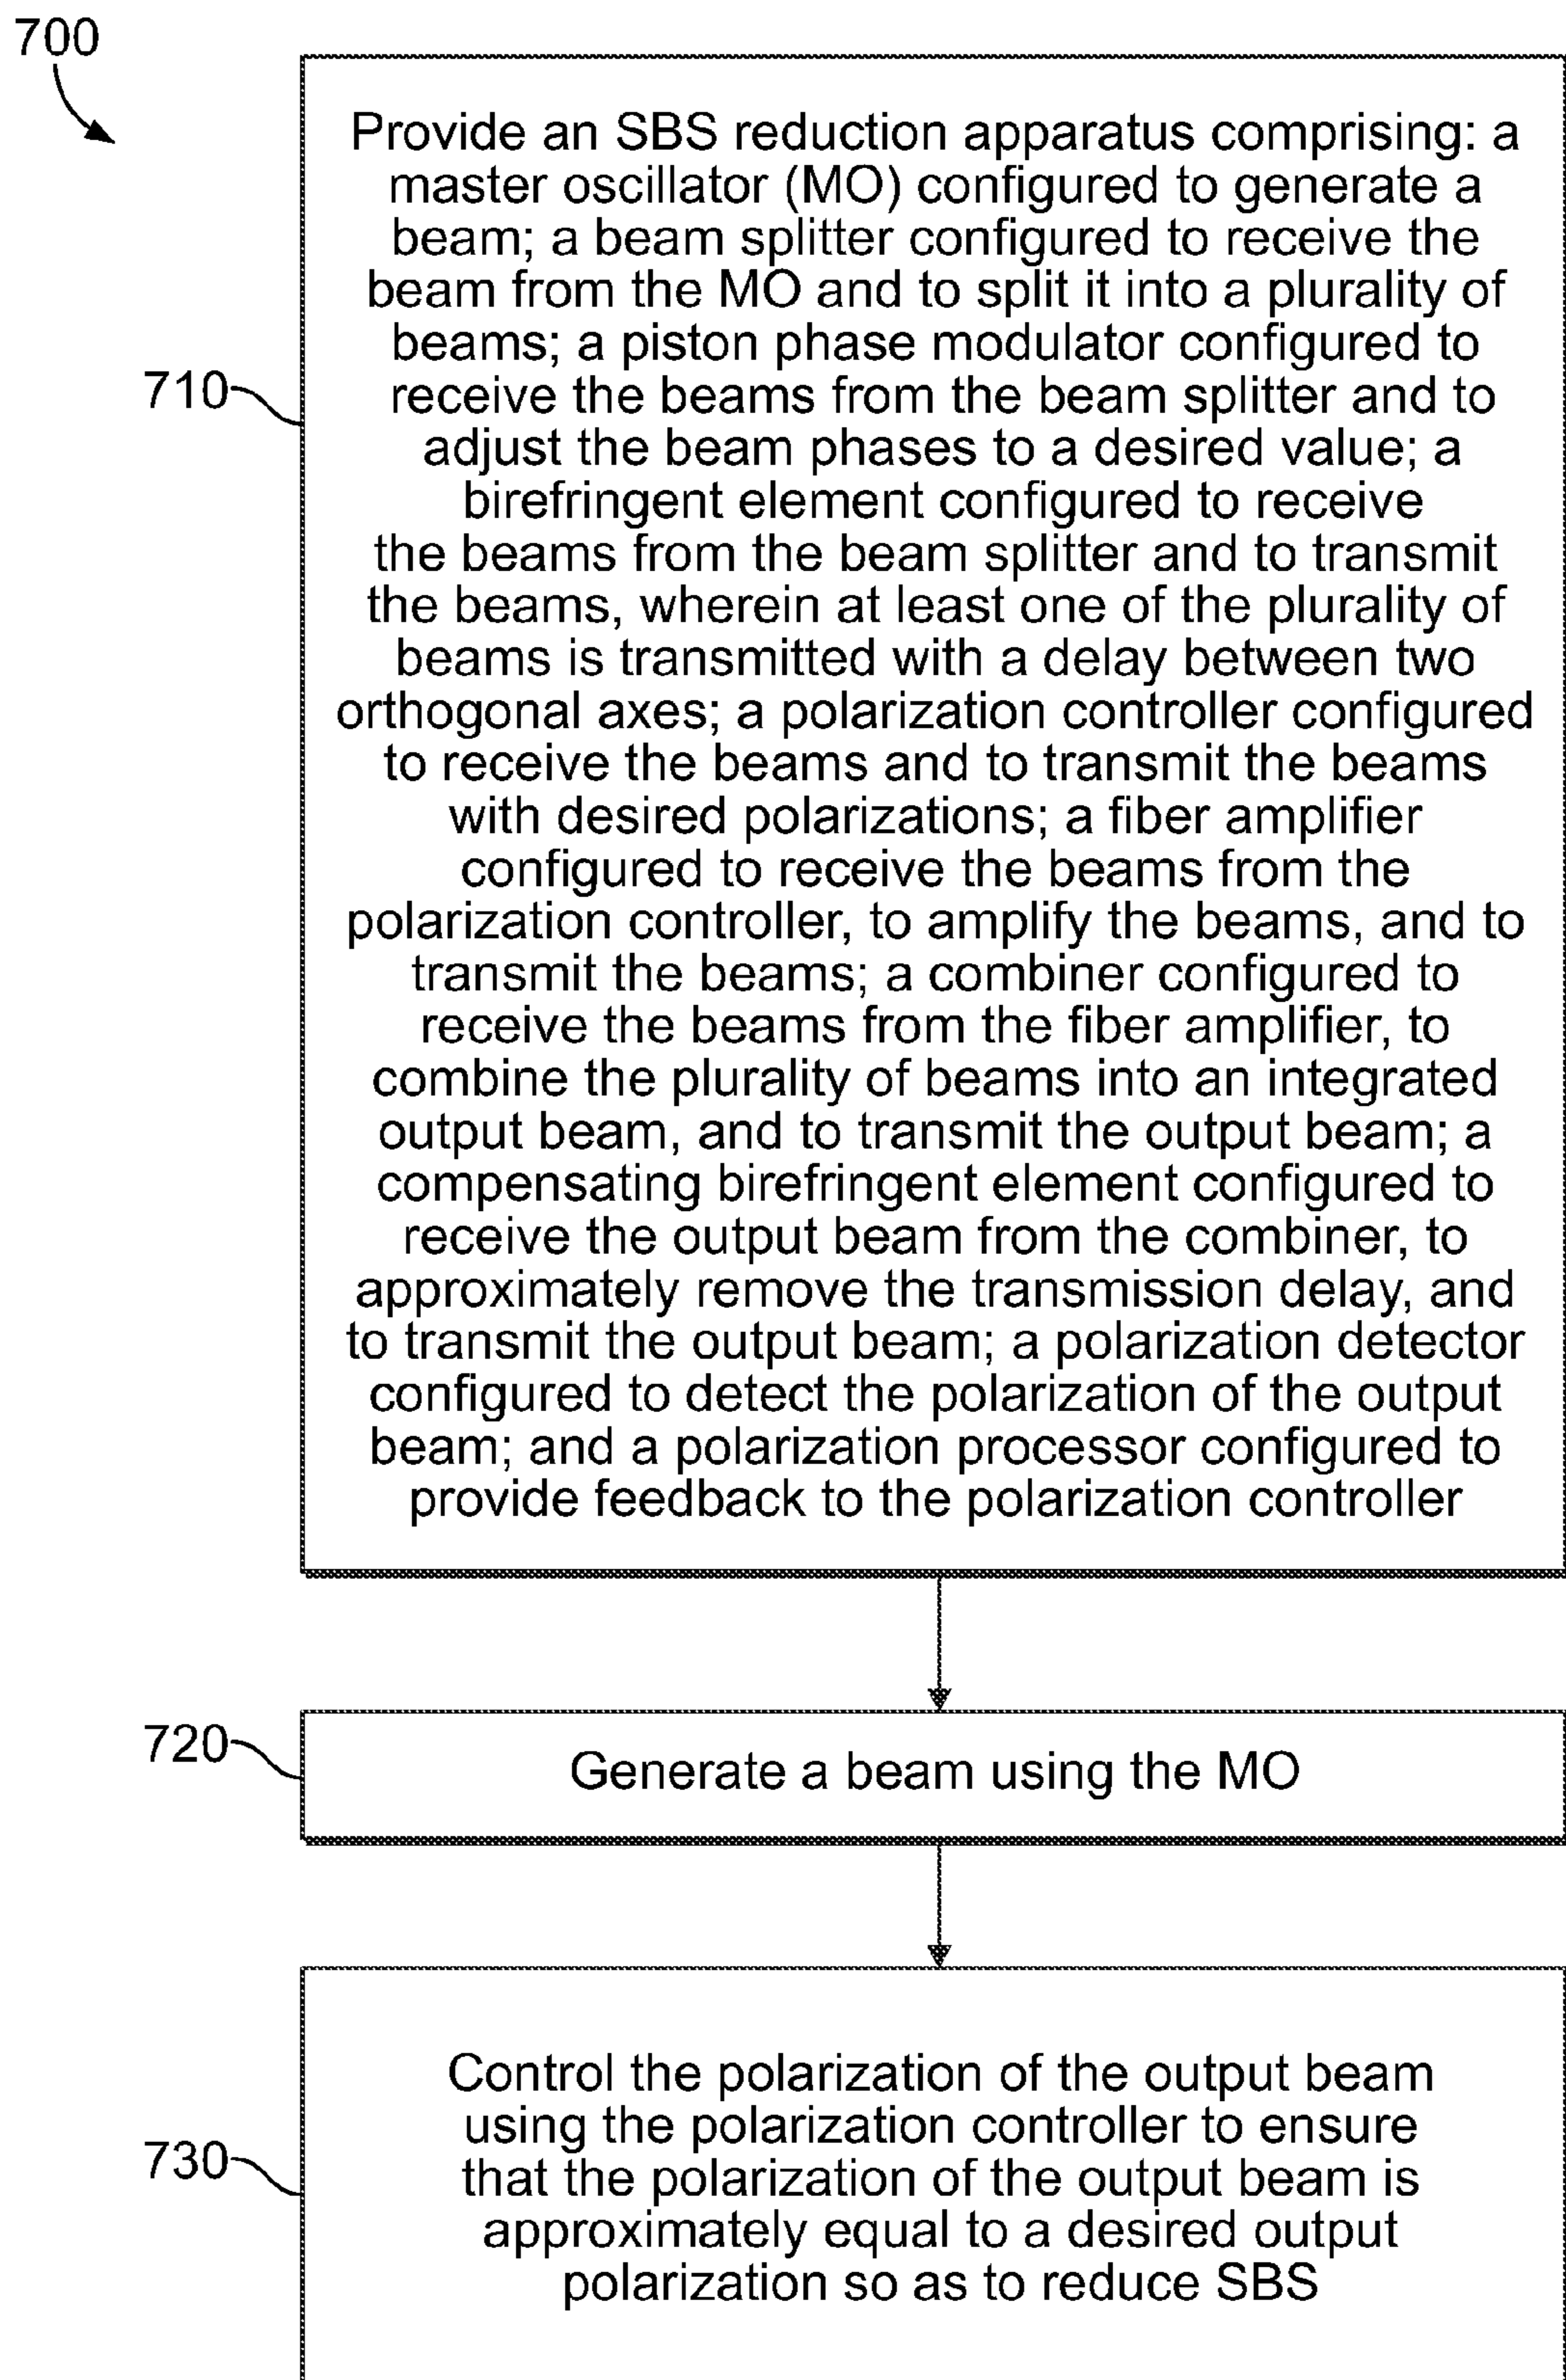 700
710
Provide an SBS reduction apparatus comprising: a
master oscillator (MO) configured to generate a
beam; a beam splitter configured to receive the
beam from the MO and to split it into a plurality of
beams; a piston phase modulator configured to
receive the beams from the beam splitter and to
adjust the beam phases to a desired value; a
birefringent element configured to receive
the beams from the beam splitter and to transmit
the beams, wherein at least one of the plurality of
beams is transmitted with a delay between two
orthogonal axes; a polarization controller configured
to receive the beams and to transmit the beams
with desired polarizations; a fiber amplifier
configured to receive the beams from the
polarization controller, to amplify the beams, and to
transmit the beams; a combiner configured to
receive the beams from the fiber amplifier, to
combine the plurality of beams into an integrated
output beam, and to transmit the output beam; a
compensating birefringent element configured to
receive the output beam from the combiner, to
approximately remove the transmission delay, and
to transmit the output beam; a polarization detector
configured to detect the polarization of the output
beam; and a polarization processor configured to
provide feedback to the polarization controller
720
Generate a beam using the MO
730
Control the polarization of the output beam
using the polarization controller to ensure
that the polarization of the output beam is
approximately equal to a desired output
polarization so as to reduce SBS